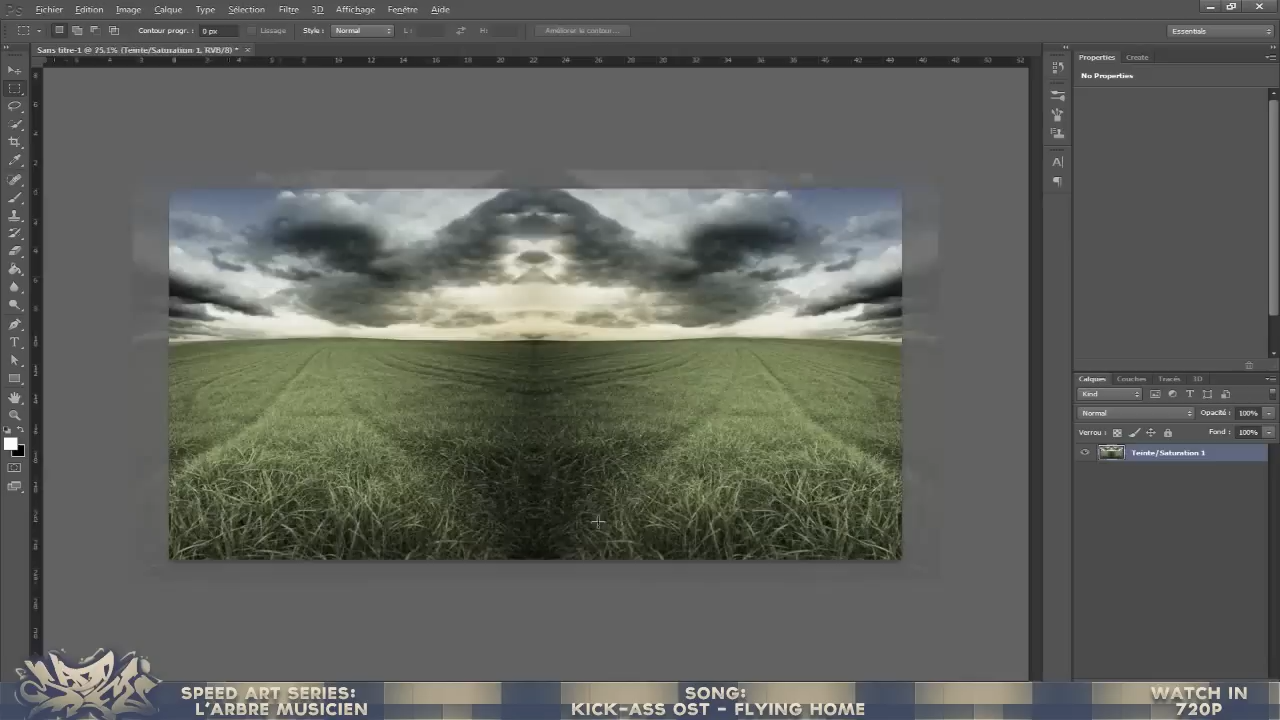 Ps Fichier Edition Image Calque Type Sélection Filtre 3D Affichage Fenêtre Aide
Contour progr. : 0 px Lissage Style : Normal L : H : Améliorer le contour... Essentials
Sans titre-1 @ 25,1% (Teinte/Saturation 1, RVB/8) *
Properties Create
No Properties
Calques Couches Tracés 3D
Kind
Normal Opacité : 100%
Verrou : Fond : 100%
Teinte/Saturation 1
SPEED ART SERIES:
L'ARBRE MUSICIEN
SONG:
KICK-ASS OST - FLYING HOME
WATCH IN
720P